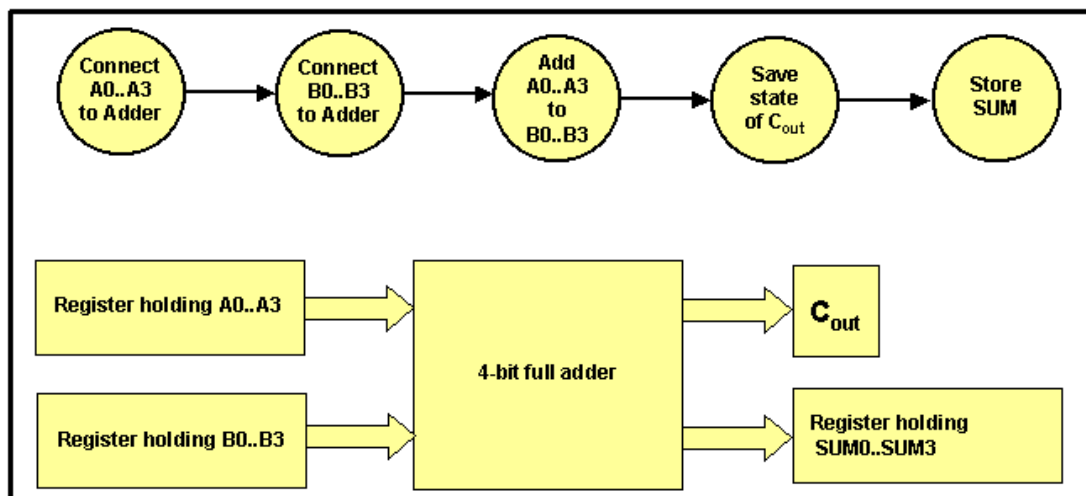 Connect
A0..A3
to Adder
Connect
B0..B3
to Adder
Add
A0..A3
to
B0..B3
Save
state
of Cout
Store
SUM
Register holding A0..A3
Register holding B0..B3
4-bit full adder
Cout
Register holding
SUM0..SUM3